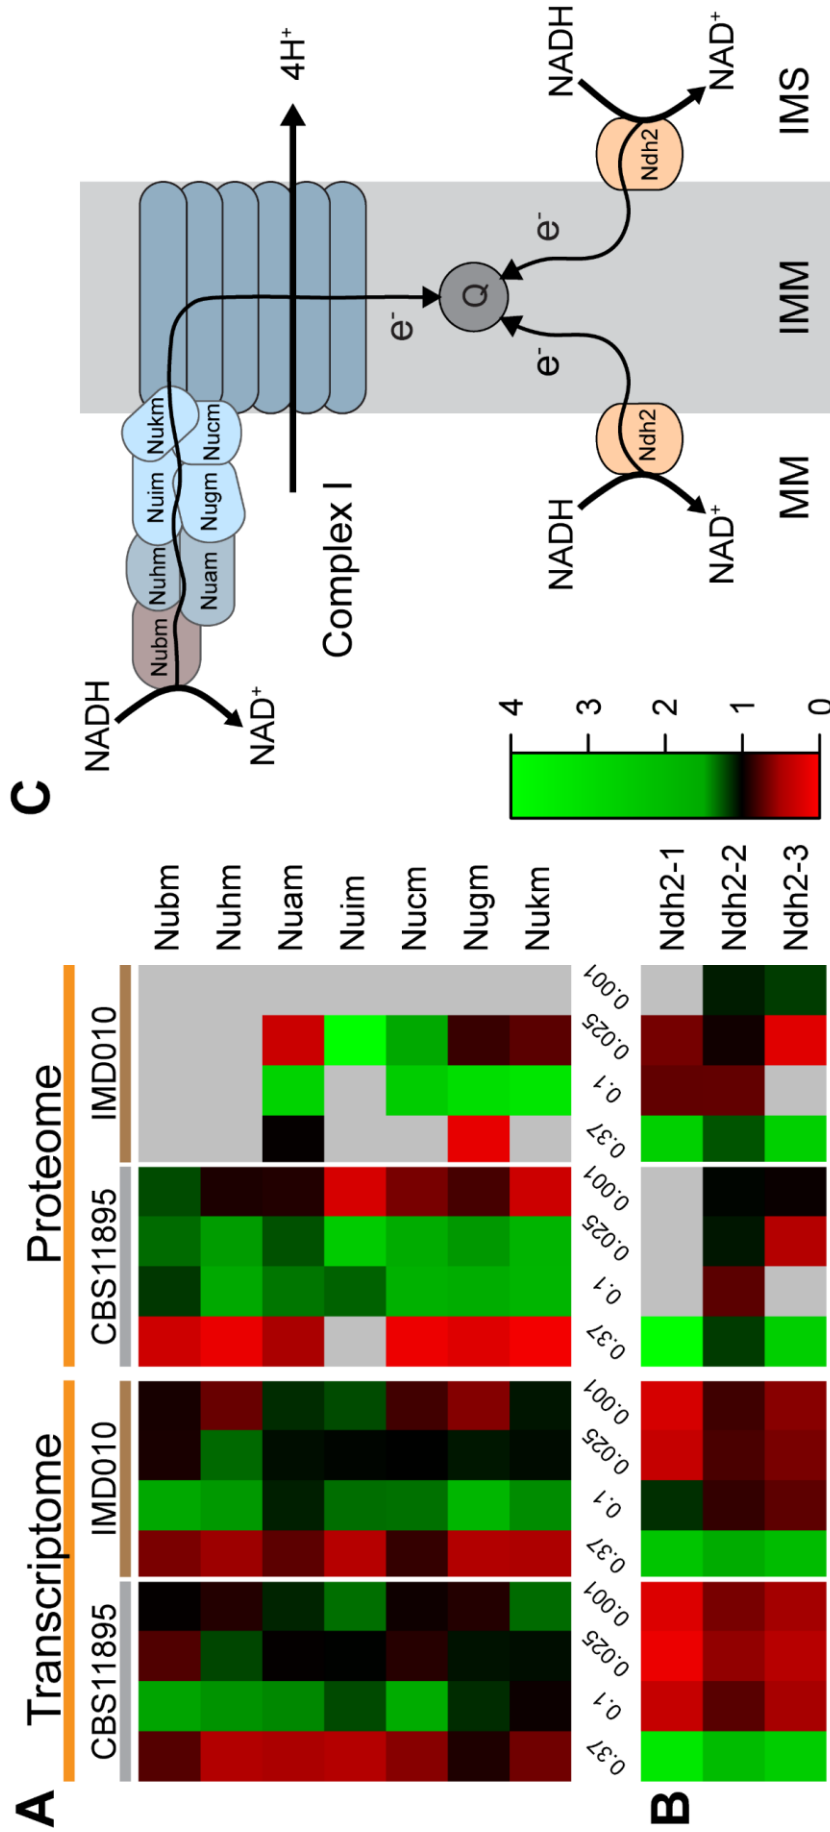 A
Transcriptome
Proteome
CBS11895
IMD010
CBS11895
IMD010
Nubm
Nuhm
Nuam
Nuim
Nucm
Nugm
Nukm
0.37 0.1 0.025 0.001 0.37 0.1 0.025 0.001 0.37 0.1 0.025 0.001 0.37 0.1 0.025 0.001
B
Ndh2-1
Ndh2-2
Ndh2-3
4
3
2
1
0
C
NADH
NAD+
Nubm
Nuhm
Nuim
Nukm
Nuam
Nugm
Nucm
4H+
Complex I
e-
Q
e-
e-
NADH
Ndh2
NAD+
NADH
Ndh2
NAD+
MM
IMM
IMS